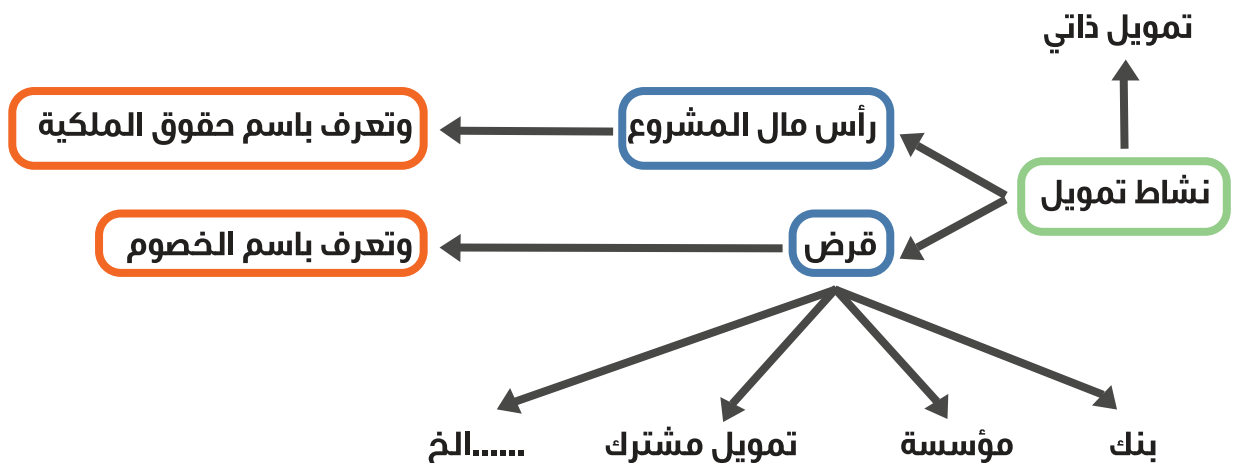 تمويل ذاتي
رأس مال المشروع
وتعرف باسم حقوق الملكية
نشاط تمويل
قرض
وتعرف باسم الخصوم
بنك
مؤسسة
تمويل مشترك
......الخ